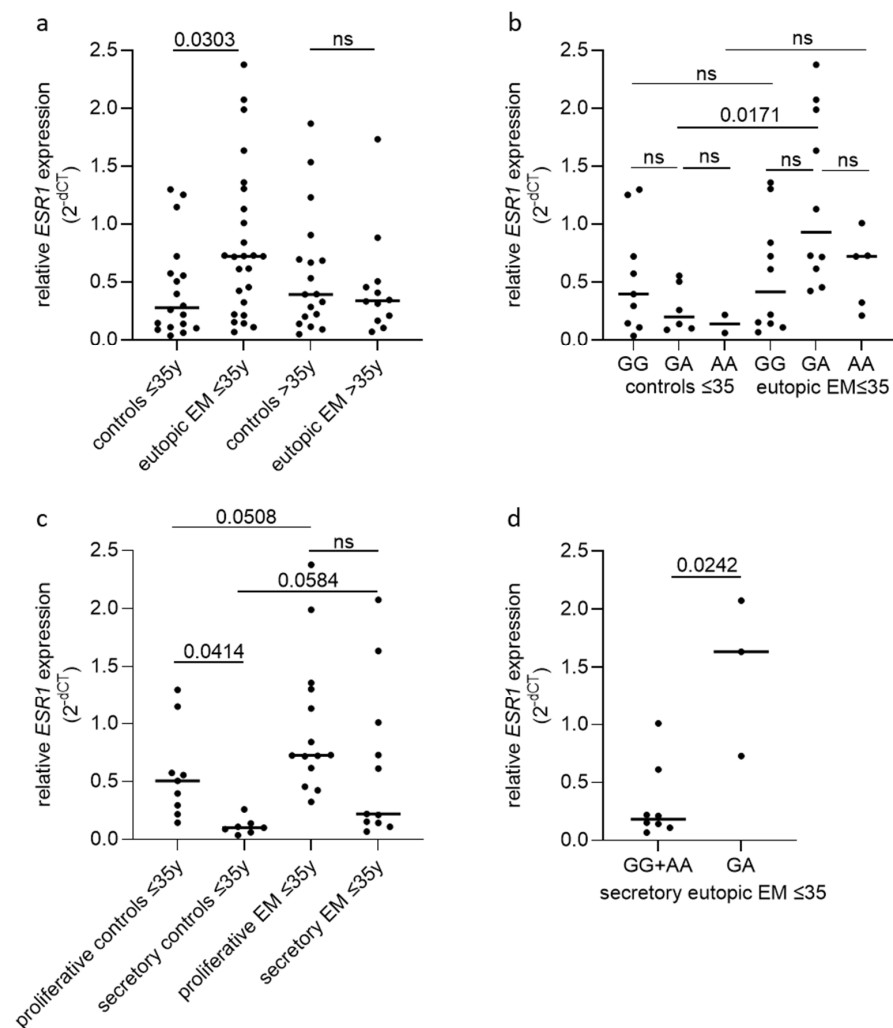 a
0.0303
ns
2.5
2.0
1.5
1.0
0.5
0.0
relative ESR1 expression
(2-dCT)
controls ≤35y
eutopic EM ≤35y
controls >35y
eutopic EM >35y
b
ns
ns
0.0171
ns
ns
ns
ns
2.5
2.0
1.5
1.0
0.5
0.0
relative ESR1 expression
(2-dCT)
GG GA AA GG GA AA
controls ≤35 eutopic EM≤35
c
0.0508
ns
0.0584
0.0414
2.5
2.0
1.5
1.0
0.5
0.0
relative ESR1 expression
(2-dCT)
proliferative controls ≤35y
secretory controls ≤35y
proliferative EM ≤35y
secretory EM ≤35y
d
0.0242
2.5
2.0
1.5
1.0
0.5
0.0
relative ESR1 expression
(2-dCT)
GG+AA GA
secretory eutopic EM ≤35